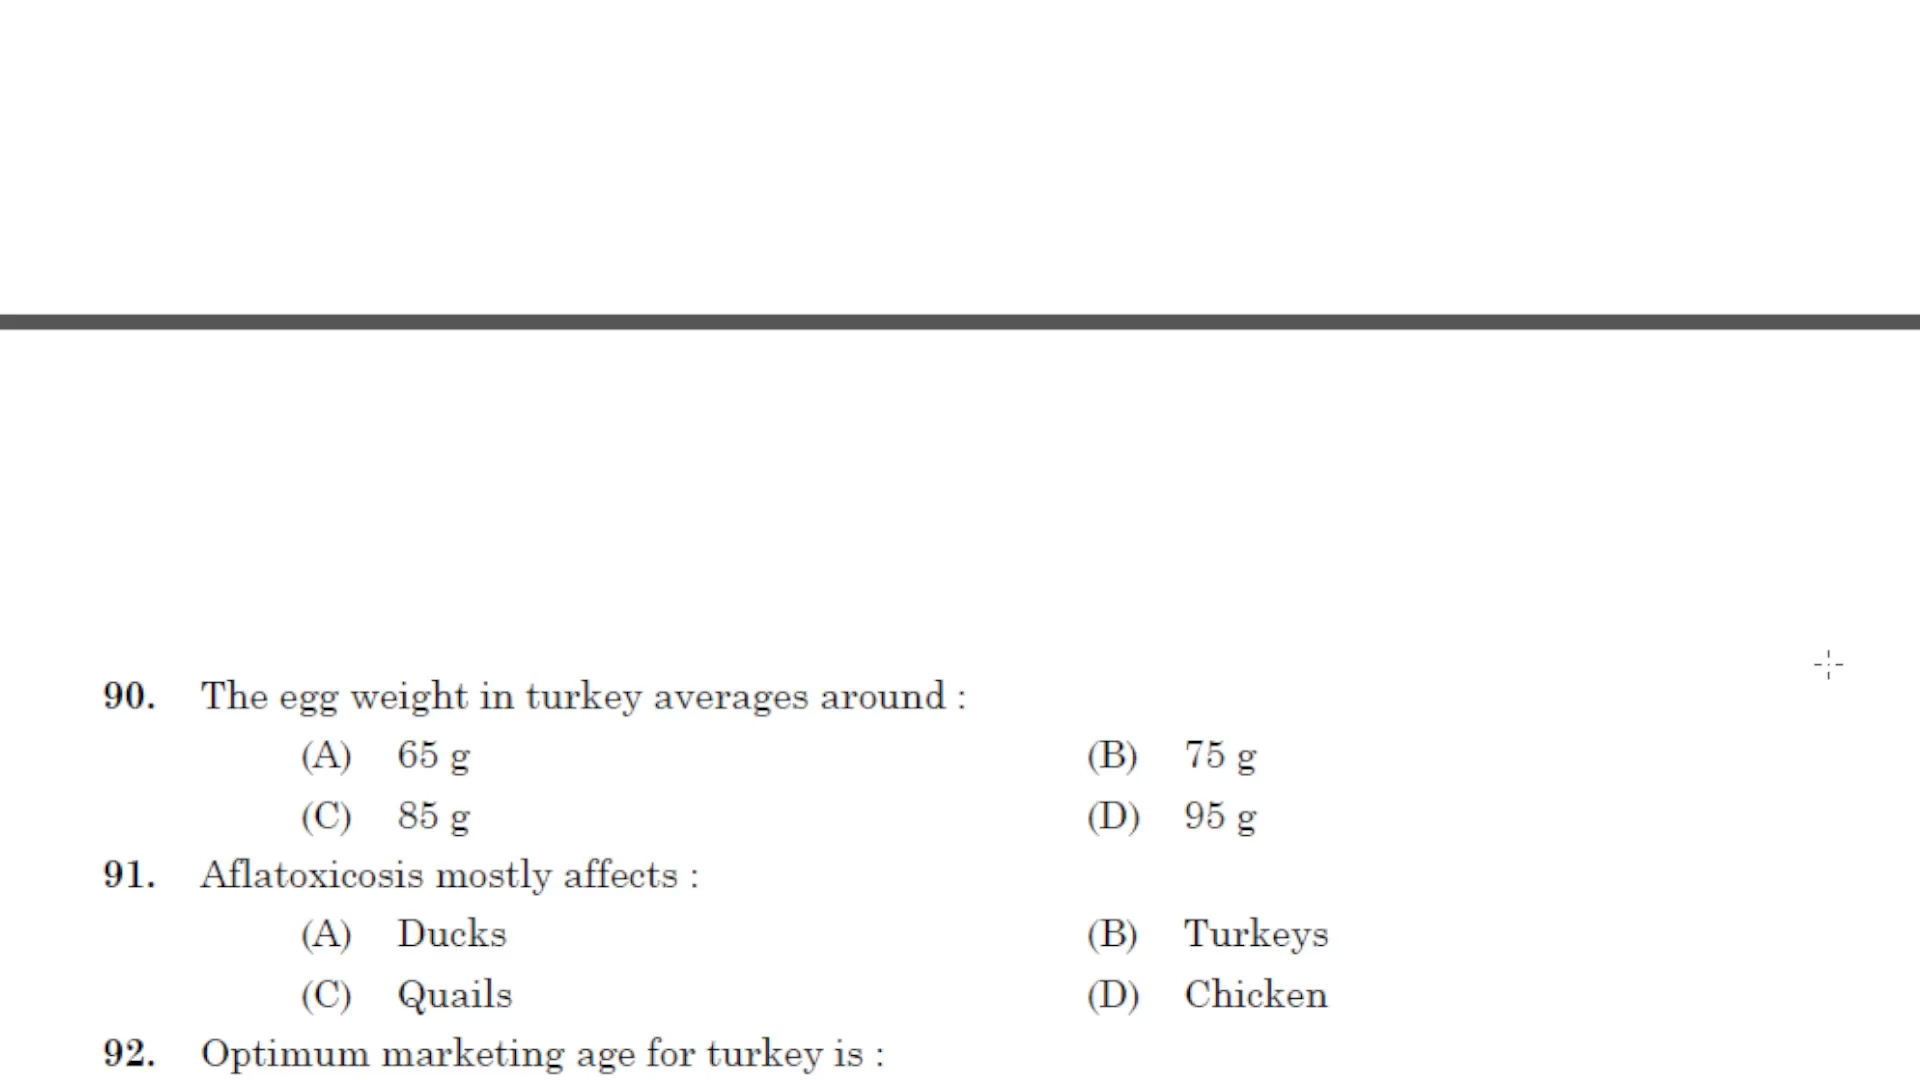 90. The egg weight in turkey averages around :
(A) 65 g (B) 75 g
(C) 85 g (D) 95 g
91. Aflatoxicosis mostly affects :
(A) Ducks (B) Turkeys
(C) Quails (D) Chicken
92. Optimum marketing age for turkey is :